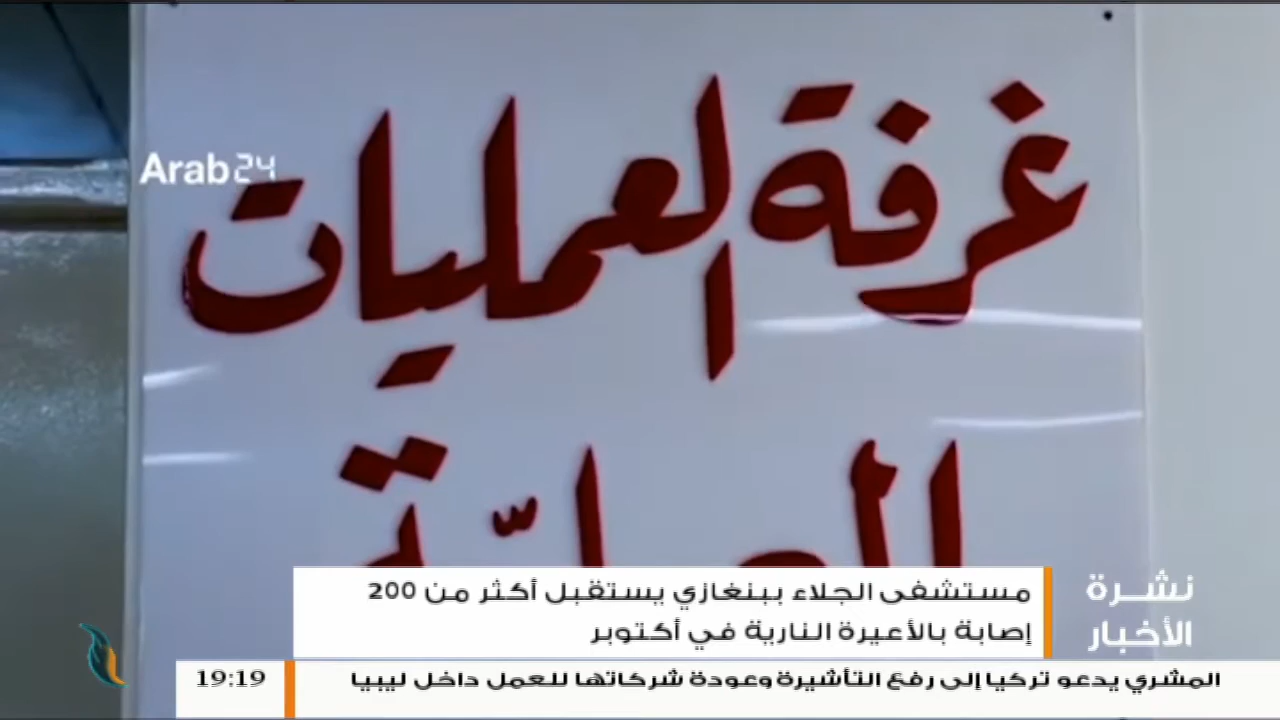 Arab24
غرفة العمليات
مستشفى الجلاء ببنغازي يستقبل أكثر من 200
إصابة بالأعيرة النارية في أكتوبر
نشرة
الأخبار
19:19
المشري يدعو تركيا إلى رفع التأشيرة وعودة شركاتها للعمل داخل ليبيا